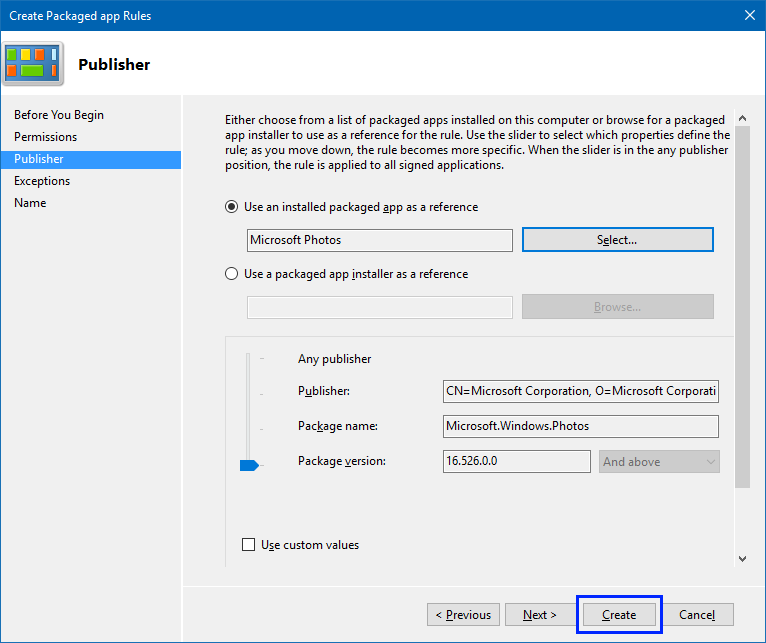 Create Packaged app Rules
Publisher
Before You Begin
Permissions
Publisher
Exceptions
Name
Either choose from a list of packaged apps installed on this computer or browse for a packaged
app installer to use as a reference for the rule. Use the slider to select which properties define the
rule; as you move down, the rule becomes more specific. When the slider is in the any publisher
position, the rule is applied to all signed applications.
Use an installed packaged app as a reference
Microsoft Photos
Select...
Use a packaged app installer as a reference
Browse...
Any publisher
Publisher:
CN=Microsoft Corporation, O=Microsoft Corporati
Package name:
Microsoft.Windows.Photos
Package version:
16.526.0.0
And above
Use custom values
< Previous
Next >
Create
Cancel